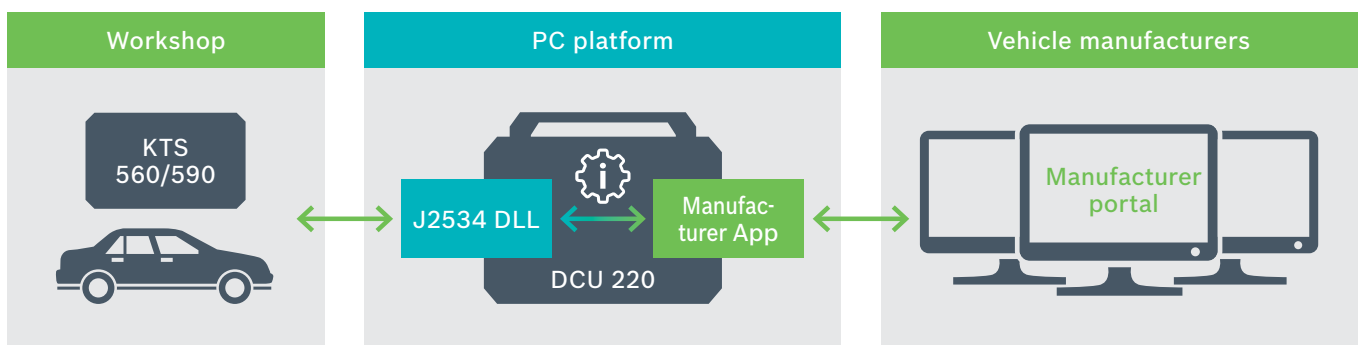 Workshop
PC platform
Vehicle manufacturers
KTS
560/590
J2534 DLL
i
Manufac-
turer App
DCU 220
Manufacturer
portal